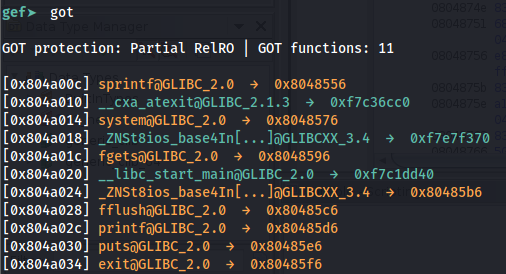 gef➤ got
GOT protection: Partial RelRO | GOT functions: 11
[0x804a00c] sprintf@GLIBC_2.0 → 0x8048556
[0x804a010] __cxa_atexit@GLIBC_2.1.3 → 0xf7c36cc0
[0x804a014] system@GLIBC_2.0 → 0x8048576
[0x804a018] _ZNSt8ios_base4In[...]@GLIBCXX_3.4 → 0xf7e7f370
[0x804a01c] fgets@GLIBC_2.0 → 0x8048596
[0x804a020] __libc_start_main@GLIBC_2.0 → 0xf7c1dd40
[0x804a024] _ZNSt8ios_base4In[...]@GLIBCXX_3.4 → 0x80485b6
[0x804a028] fflush@GLIBC_2.0 → 0x80485c6
[0x804a02c] printf@GLIBC_2.0 → 0x80485d6
[0x804a030] puts@GLIBC_2.0 → 0x80485e6
[0x804a034] exit@GLIBC_2.0 → 0x80485f6